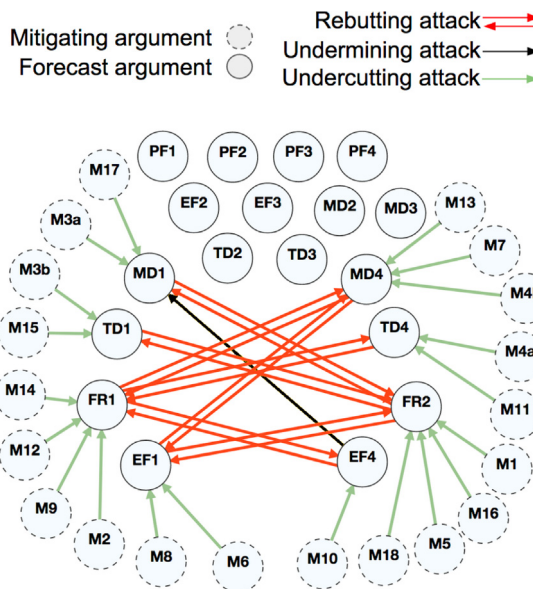 Mitigating argument
Forecast argument
Rebutting attack
Undermining attack
Undercutting attack
PF1 PF2 PF3 PF4
M17
EF2 EF3 MD2 MD3 M13
M3a
M7
TD2 TD3
M3b MD1 MD4
M4
M15 TD1 TD4
M4a
M14 FR1 FR2 M11
M12 EF1 EF4 M1
M9 M16
M2 M8 M6 M10 M18 M5